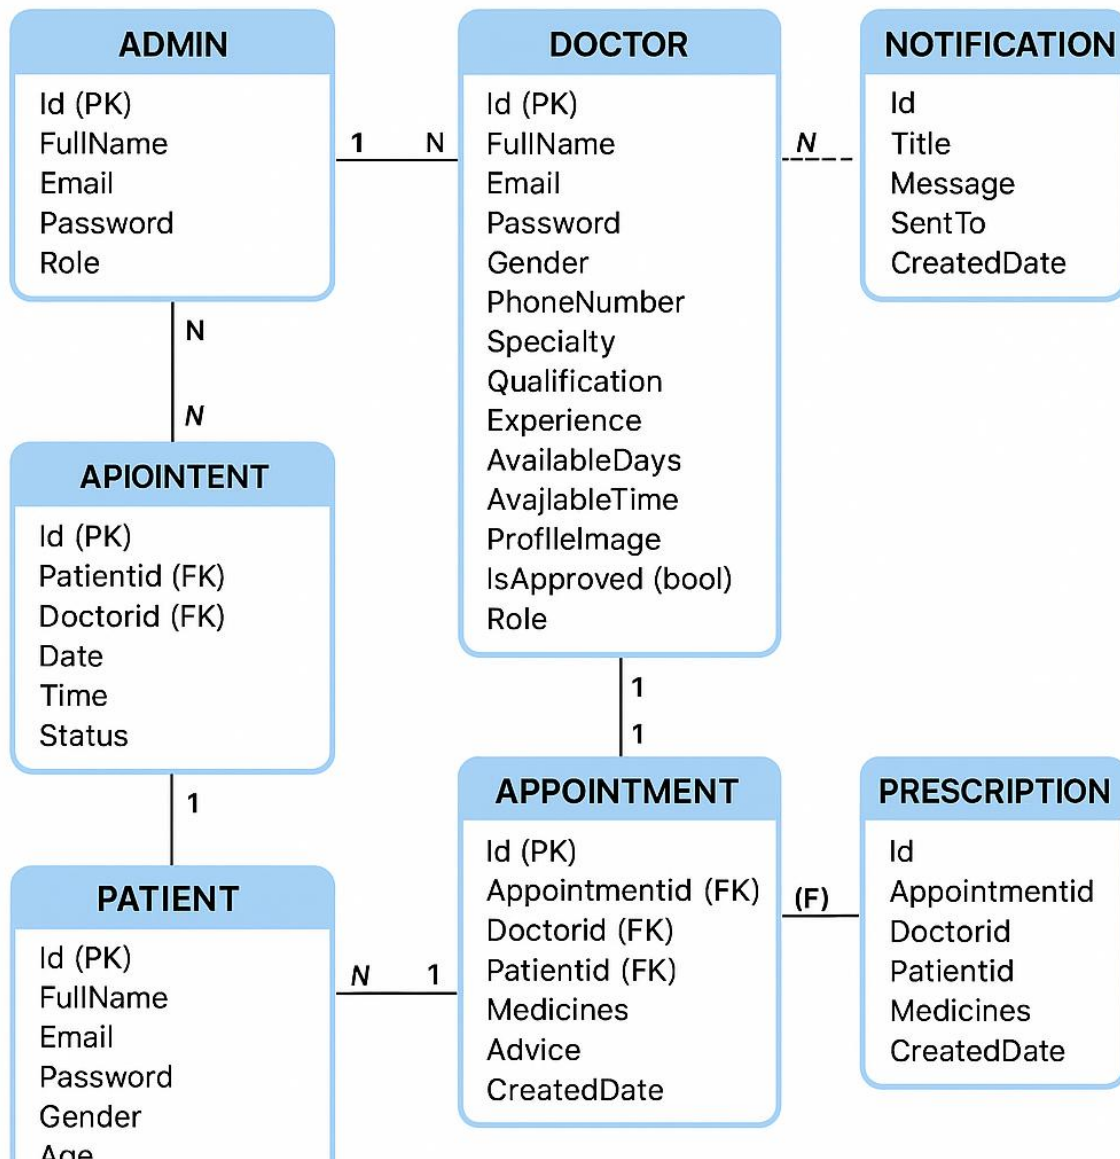 ADMIN
Id (PK)
FullName
Email
Password
Role
1 N
DOCTOR
Id (PK)
FullName
Email
Password
Gender
PhoneNumber
Specialty
Qualification
Experience
AvailableDays
AvajlableTime
ProflleImage
IsApproved (bool)
Role
N
NOTIFICATION
Id
Title
Message
SentTo
CreatedDate
N
N
APIOINTENT
Id (PK)
Patientid (FK)
Doctorid (FK)
Date
Time
Status
1
1
1
PATIENT
Id (PK)
FullName
Email
Password
Gender
Age
N 1
APPOINTMENT
Id (PK)
Appointmentid (FK)
Doctorid (FK)
Patientid (FK)
Medicines
Advice
CreatedDate
(F)
PRESCRIPTION
Id
Appointmentid
Doctorid
Patientid
Medicines
CreatedDate